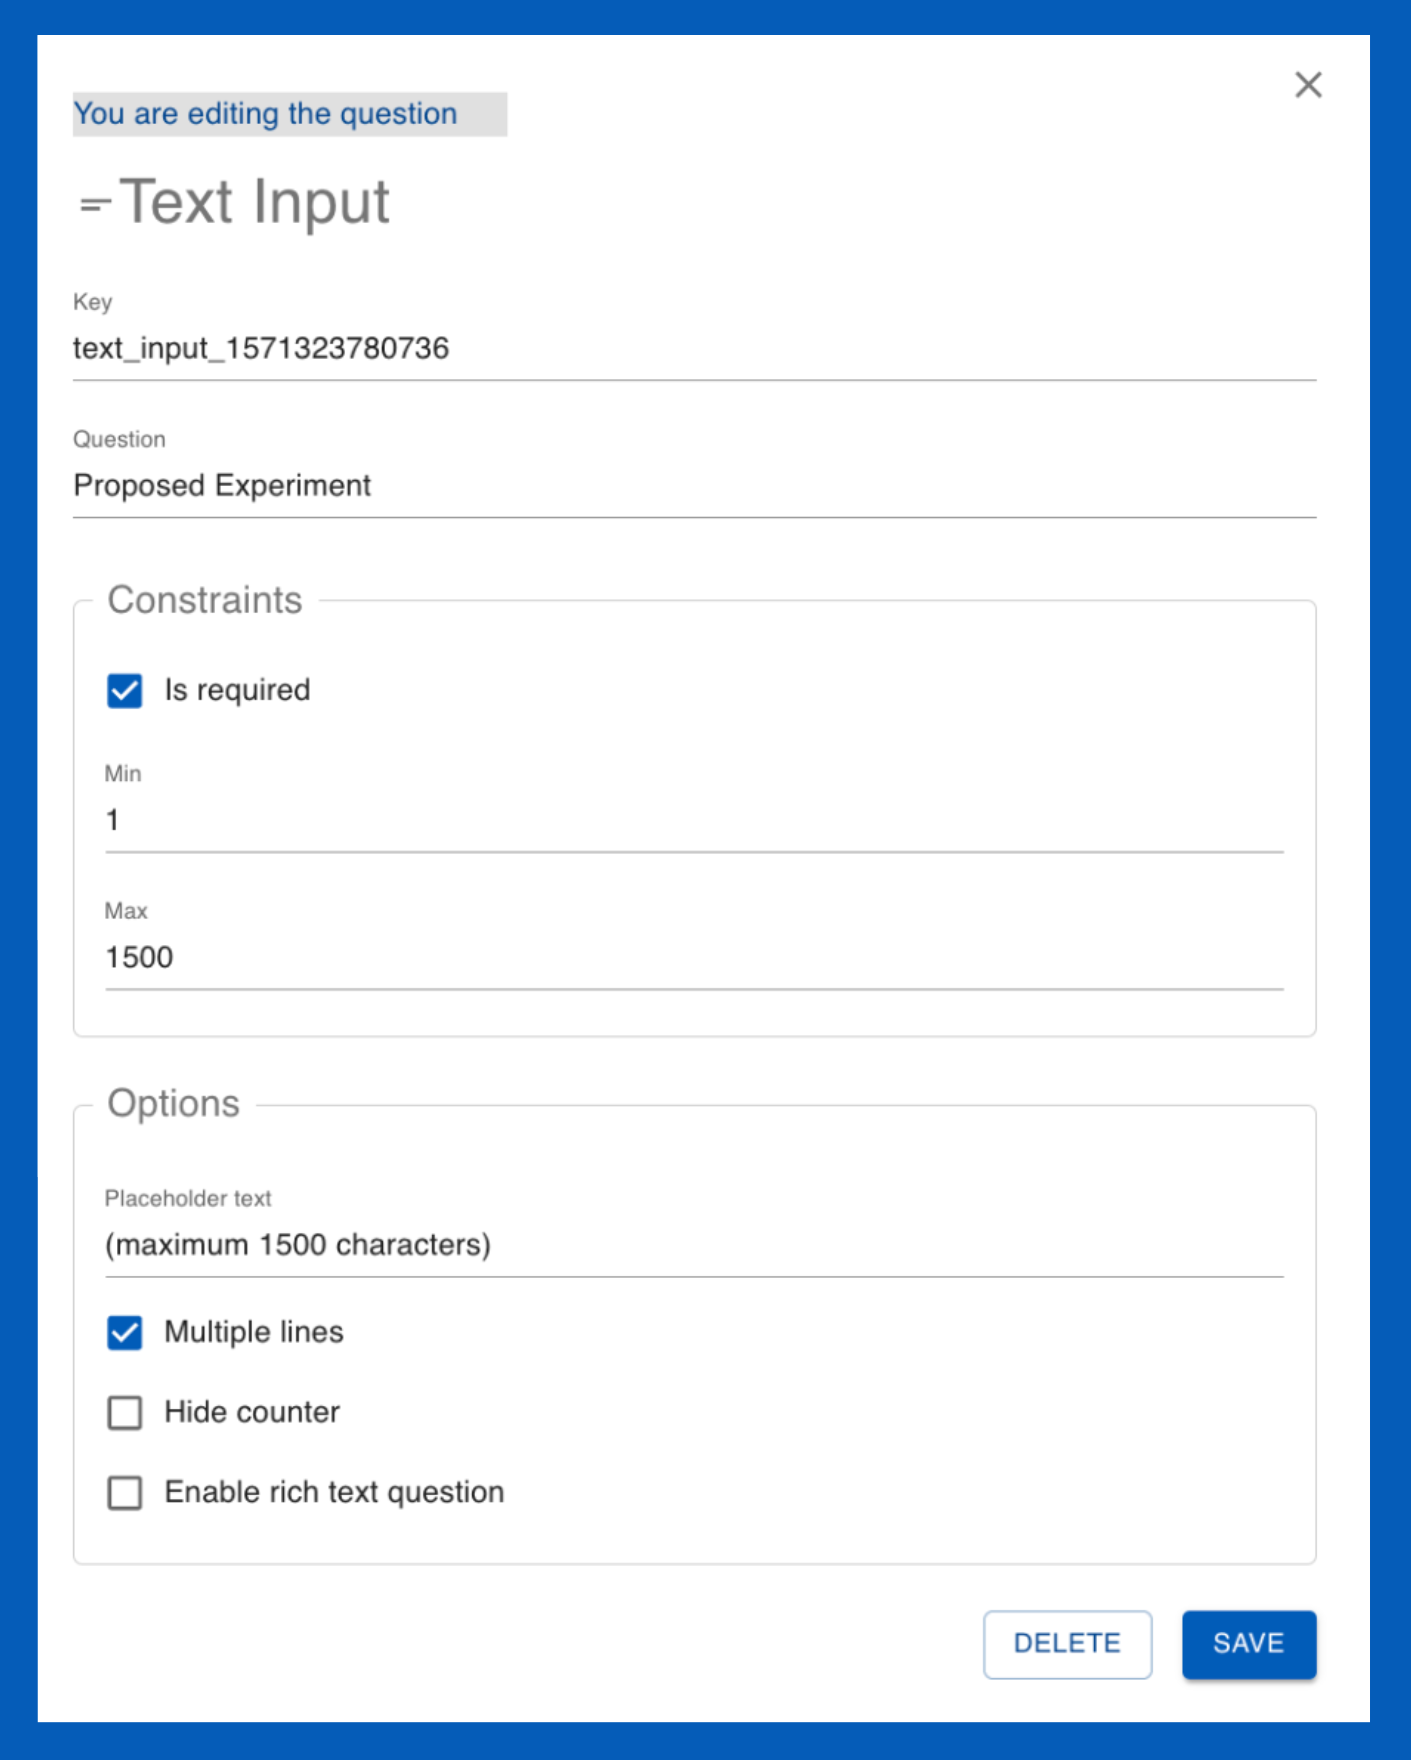 You are editing the question
Text Input
Key
text_input_1571323780736
Question
Proposed Experiment
Constraints
Is required
Min
1
Max
1500
Options
Placeholder text
(maximum 1500 characters)
Multiple lines
Hide counter
Enable rich text question
DELETE SAVE